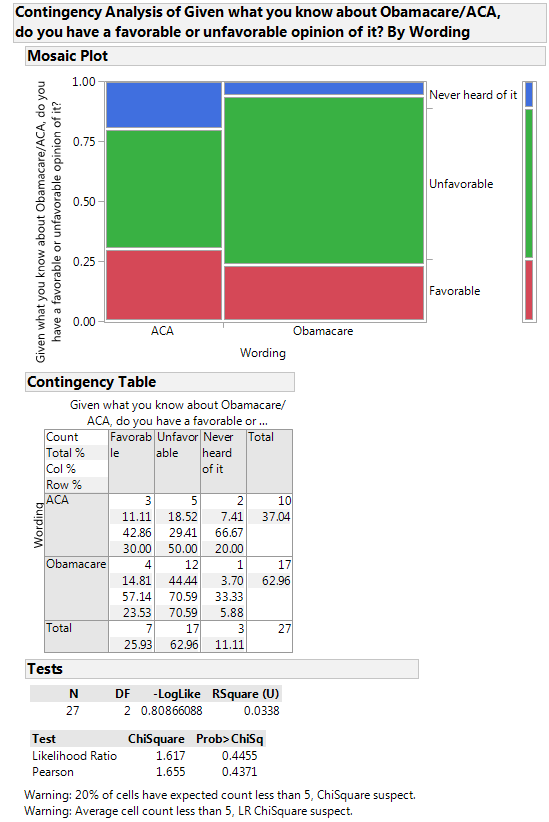 Contingency Analysis of Given what you know about Obamacare/ACA,
do you have a favorable or unfavorable opinion of it? By Wording
Mosaic Plot
Given what you know about Obamacare/ACA, do you
have a favorable or unfavorable opinion of it?
1.00
0.75
0.50
0.25
0.00
Never heard of it
Unfavorable
Favorable
ACA Obamacare
Wording
Contingency Table
Given what you know about Obamacare/
ACA, do you have a favorable or ...
Wording
Count Favorab Unfavor Never Total
Total % le able heard
Col % of it
Row %
ACA 3 5 2 10
11.11 18.52 7.41 37.04
42.86 29.41 66.67
30.00 50.00 20.00
Obamacare 4 12 1 17
14.81 44.44 3.70 62.96
57.14 70.59 33.33
23.53 70.59 5.88
Total 7 17 3 27
25.93 62.96 11.11
Tests
N DF -LogLike RSquare (U)
27 2 0.80866088 0.0338
Test ChiSquare Prob>ChiSq
Likelihood Ratio 1.617 0.4455
Pearson 1.655 0.4371
Warning: 20% of cells have expected count less than 5, ChiSquare suspect.
Warning: Average cell count less than 5, LR ChiSquare suspect.